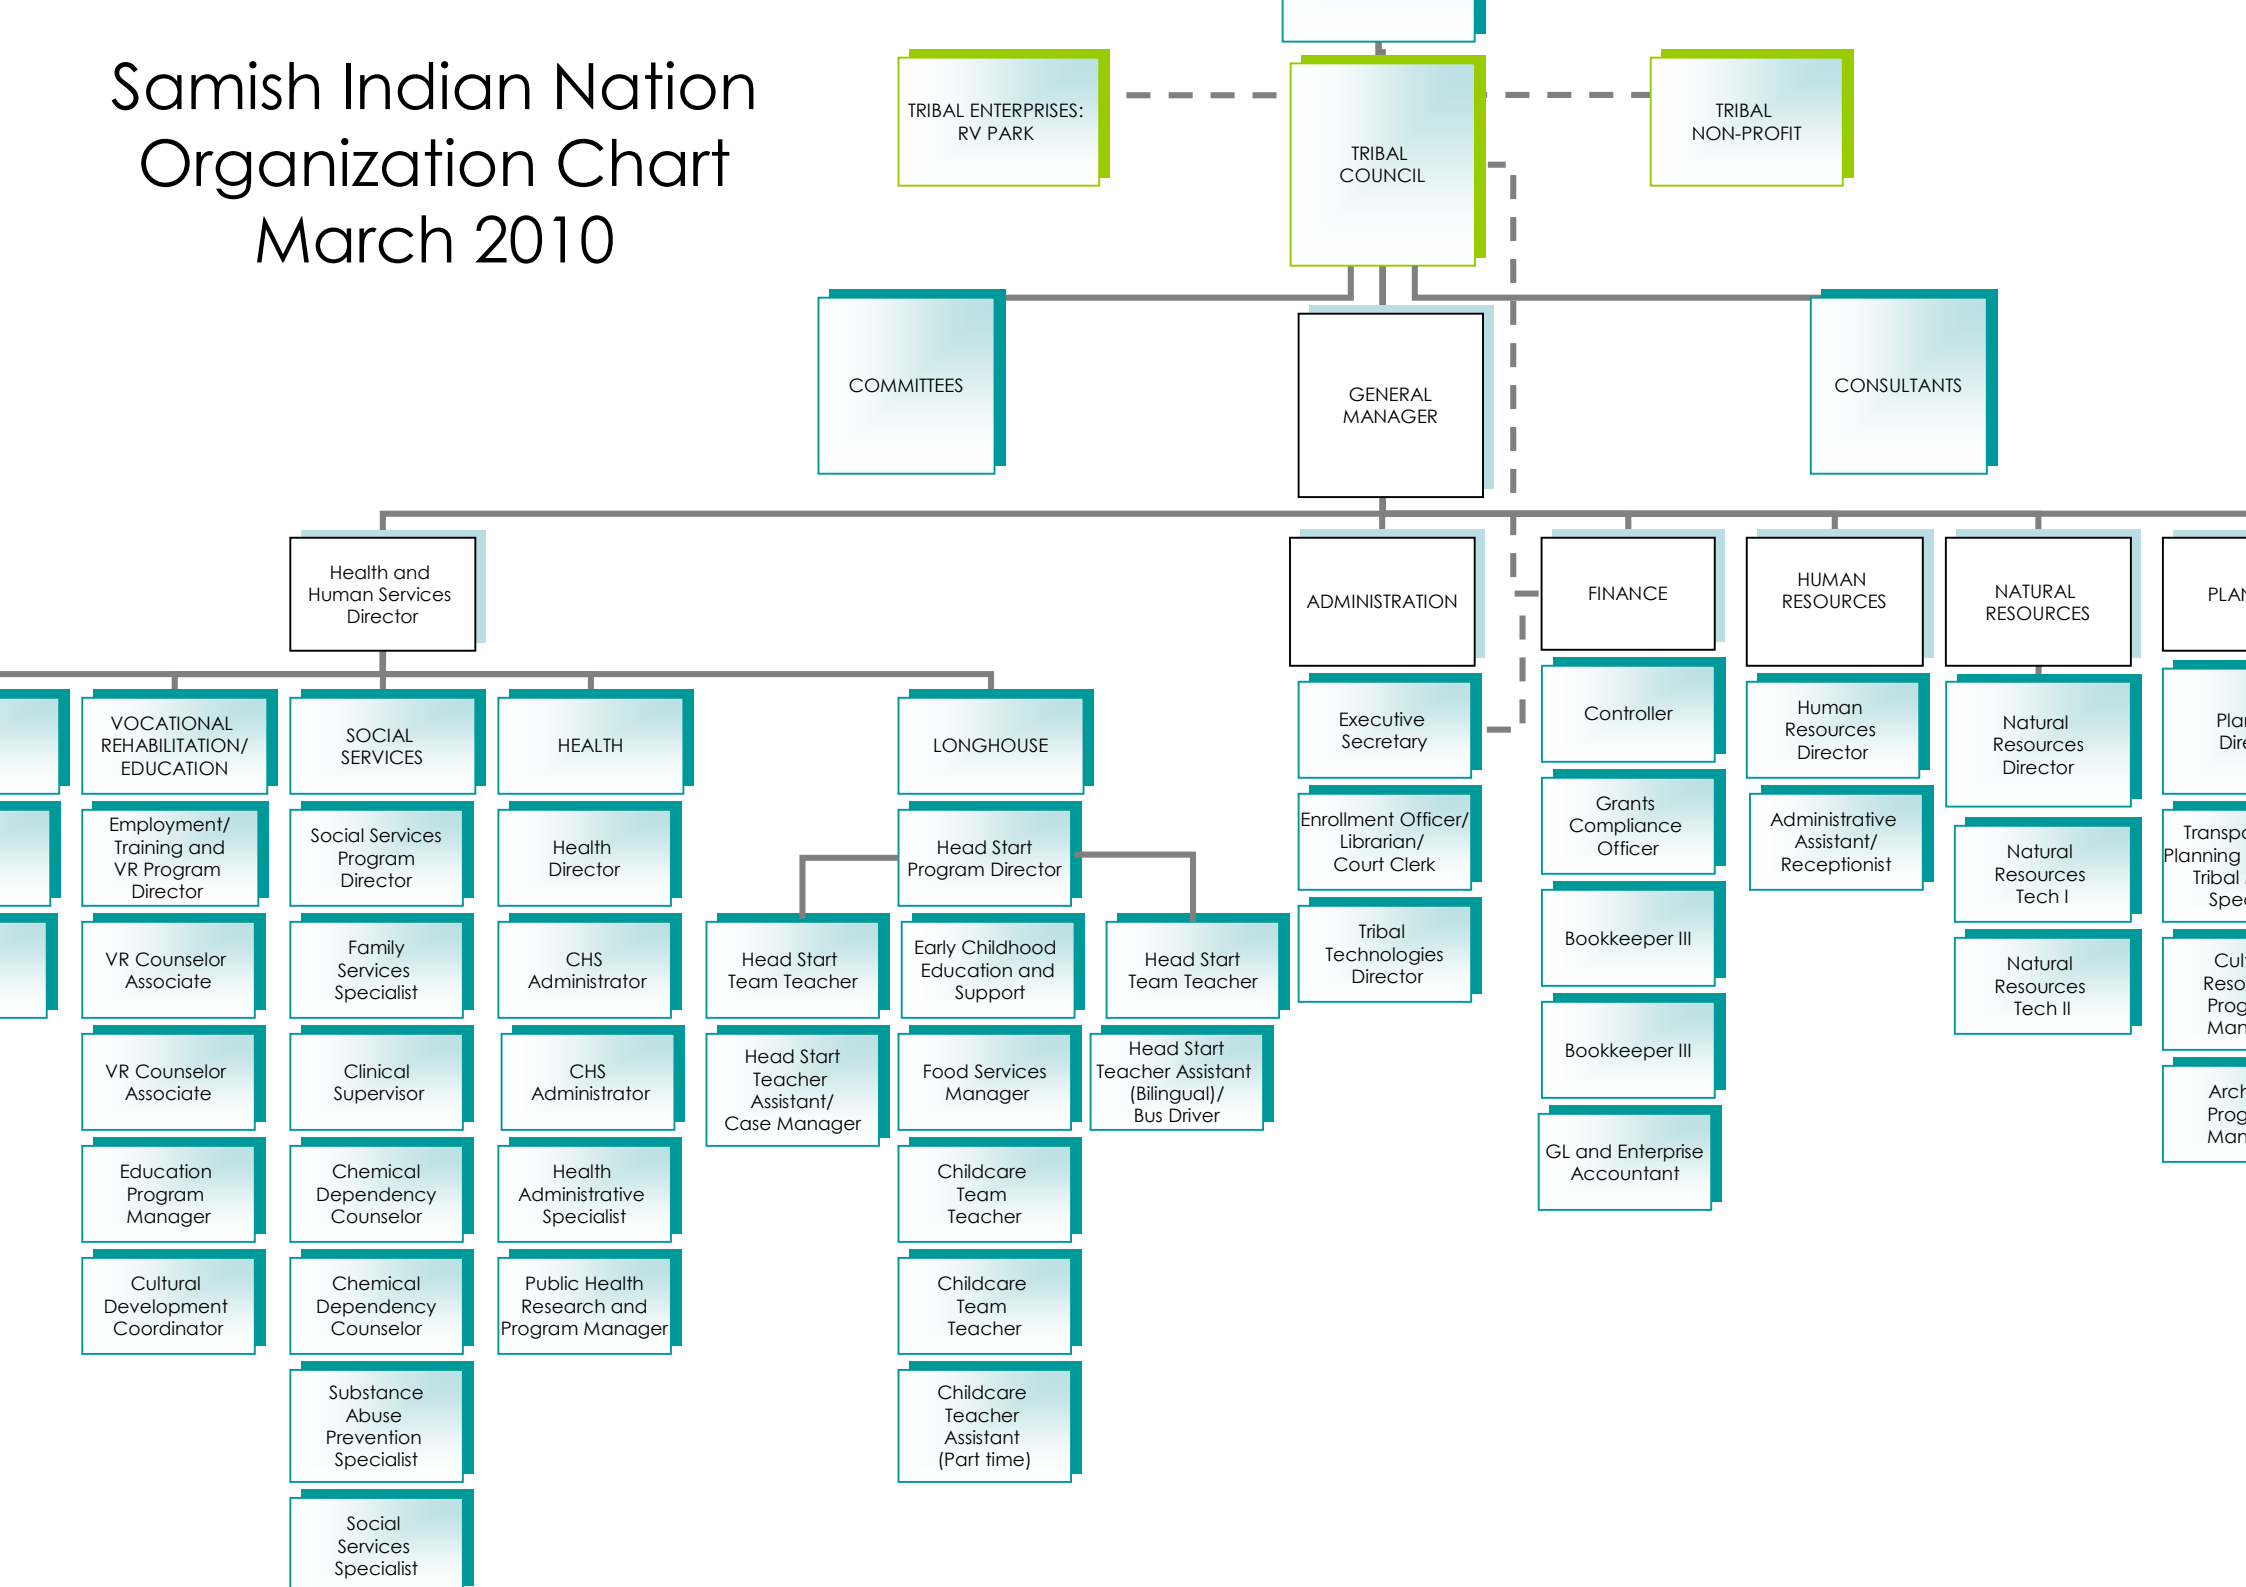 Samish Indian Nation
Organization Chart
March 2010
TRIBAL ENTERPRISES:
RV PARK
TRIBAL
COUNCIL
TRIBAL
NON-PROFIT
COMMITTEES
GENERAL
MANAGER
CONSULTANTS
Health and
Human Services
Director
ADMINISTRATION
FINANCE
HUMAN
RESOURCES
NATURAL
RESOURCES
VOCATIONAL
REHABILITATION/
EDUCATION
Employment/
Training and
VR Program
Director
VR Counselor
Associate
VR Counselor
Associate
Education
Program
Manager
Cultural
Development
Coordinator
SOCIAL
SERVICES
Social Services
Program
Director
Family
Services
Specialist
Clinical
Supervisor
Chemical
Dependency
Counselor
Chemical
Dependency
Counselor
Substance
Abuse
Prevention
Specialist
Social
Services
Specialist
HEALTH
Health
Director
CHS
Administrator
CHS
Administrator
Health
Administrative
Specialist
Public Health
Research and
Program Manager
LONGHOUSE
Head Start
Program Director
Head Start
Team Teacher
Head Start
Teacher
Assistant/
Case Manager
Early Childhood
Education and
Support
Food Services
Manager
Childcare
Team
Teacher
Childcare
Team
Teacher
Childcare
Teacher
Assistant
(Part time)
Head Start
Team Teacher
Head Start
Teacher Assistant
(Bilingual)/
Bus Driver
Executive
Secretary
Enrollment Officer/
Librarian/
Court Clerk
Tribal
Technologies
Director
Controller
Grants
Compliance
Officer
Bookkeeper III
Bookkeeper III
GL and Enterprise
Accountant
Human
Resources
Director
Administrative
Assistant/
Receptionist
Natural
Resources
Director
Natural
Resources
Tech I
Natural
Resources
Tech II
Planning
Tribal